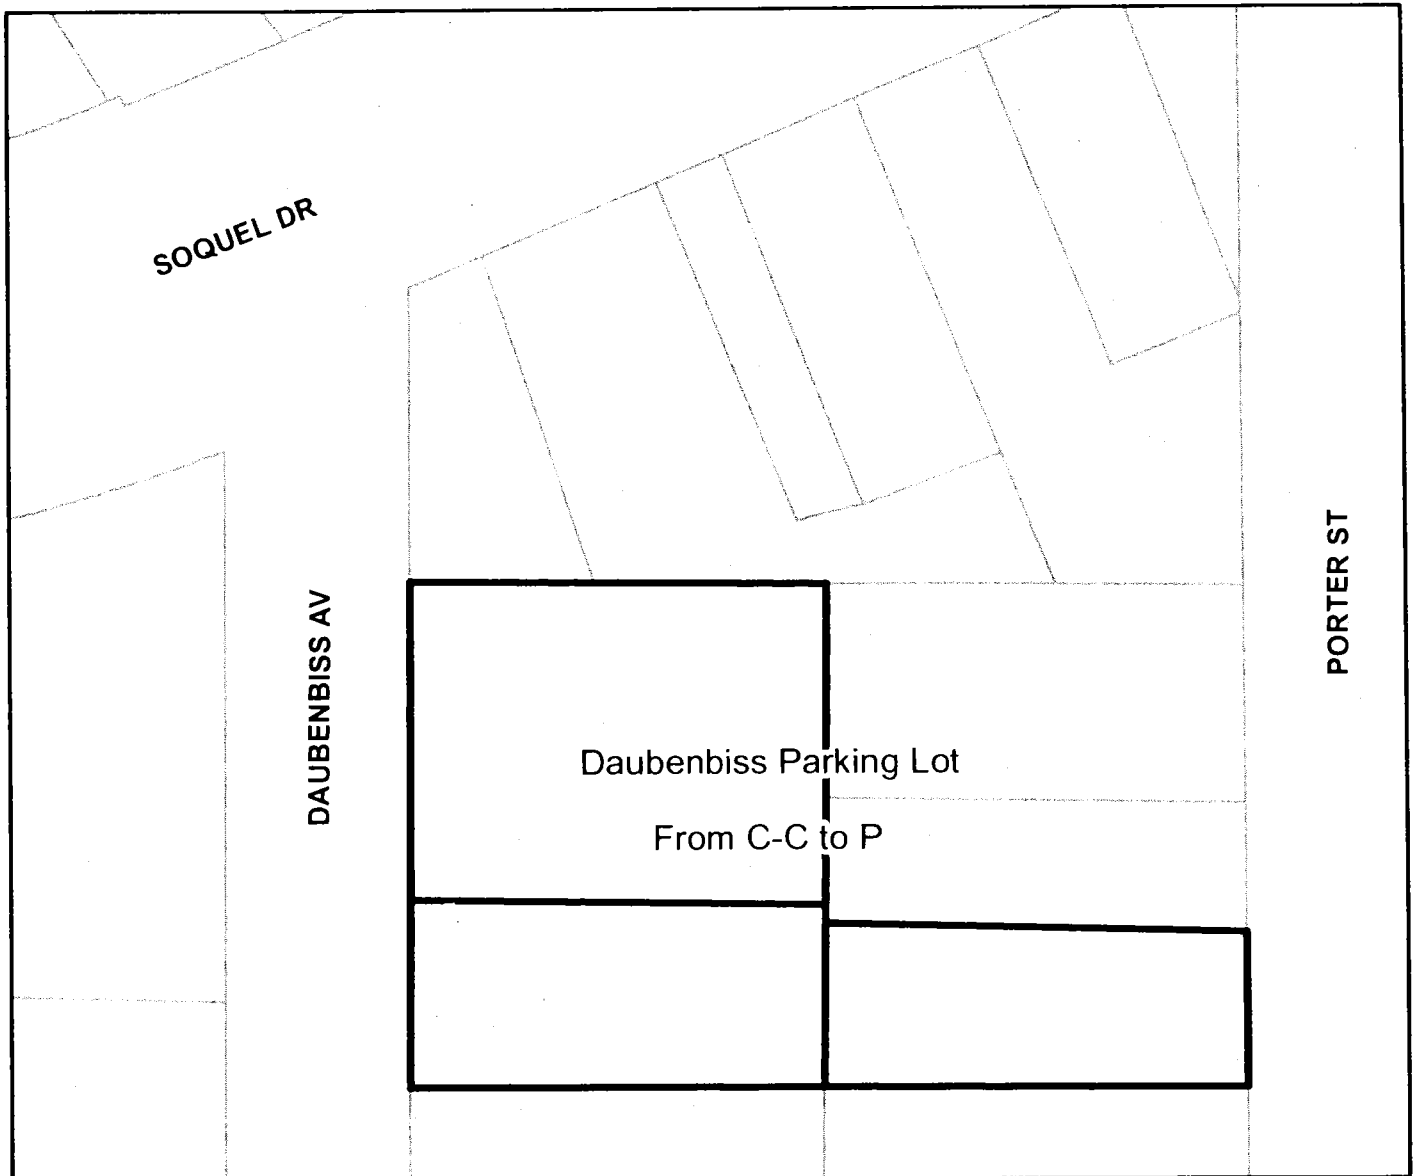 SOQUEL DR
DAUBENBISS AV
PORTER ST
Daubenbiss Parking Lot
From C-C to P